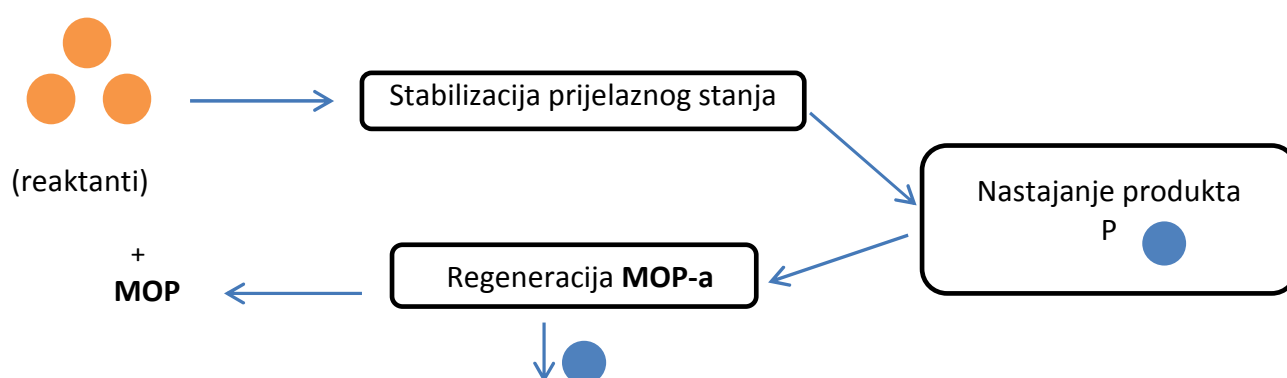 Stabilizacija prijelaznog stanja
(reaktanti)
Nastajanje produkta
P
+
MOP
Regeneracija MOP-a